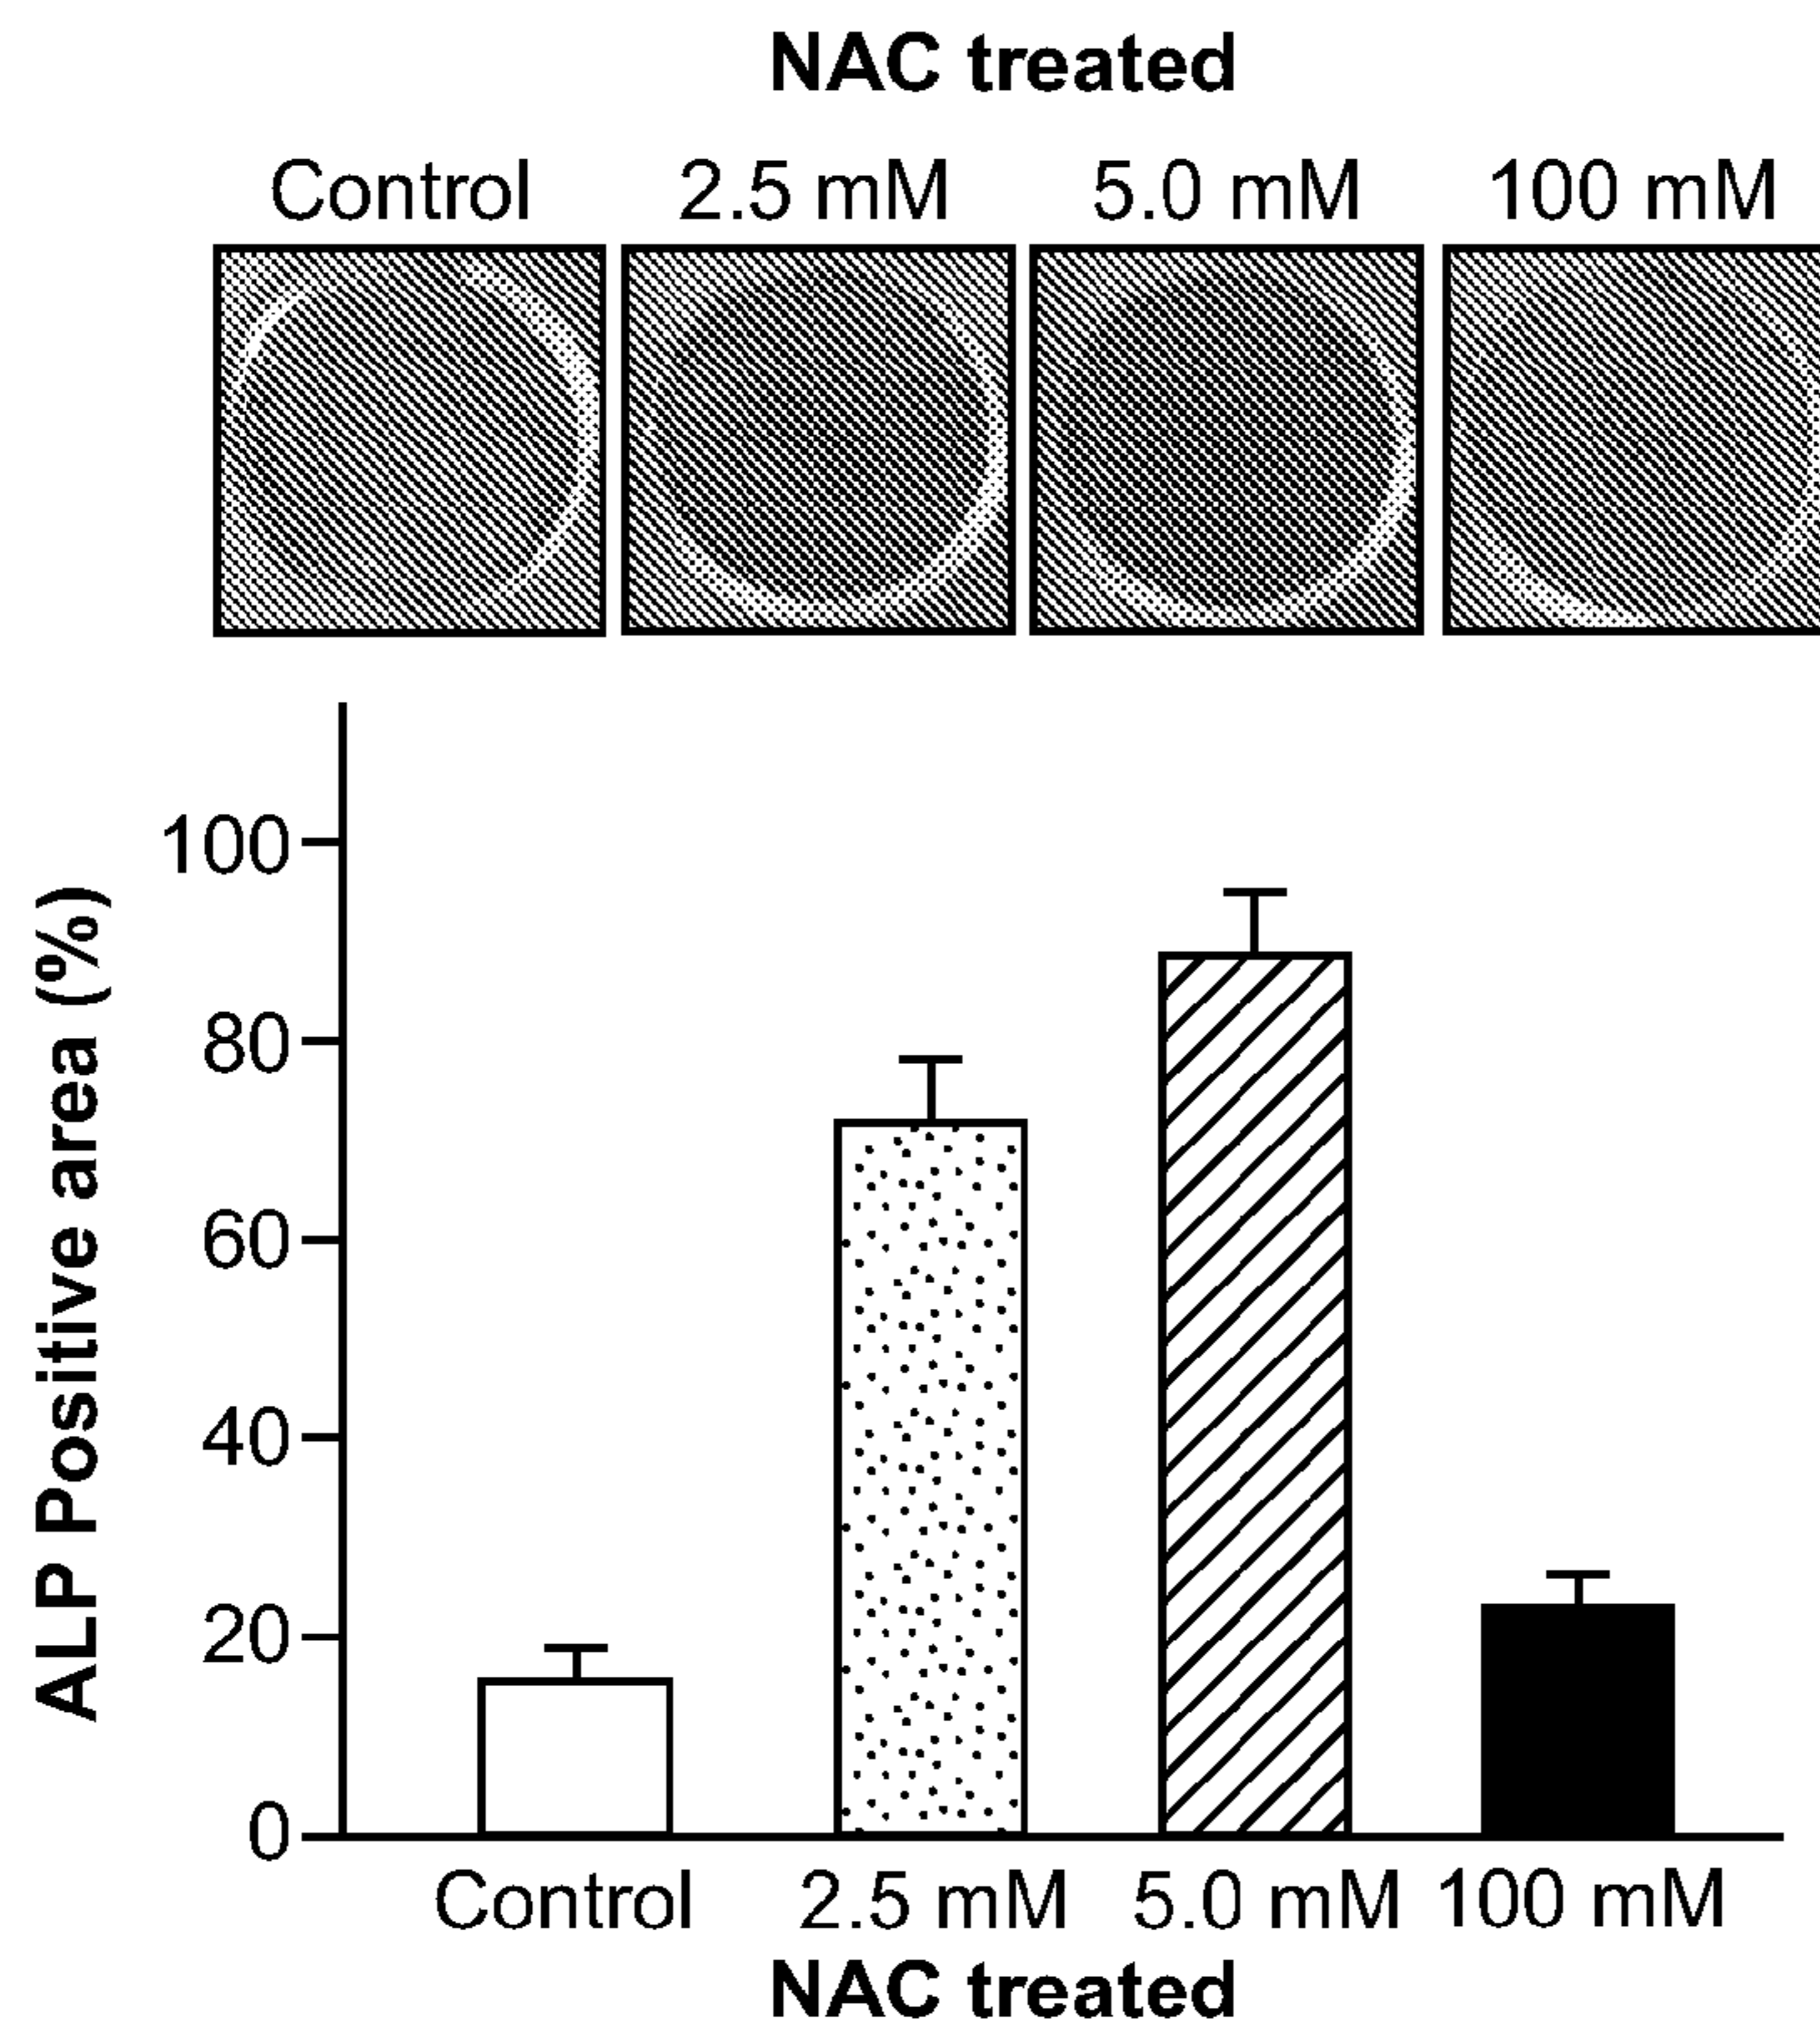 NAC treated
Control 2.5 mM 5.0 mM 100 mM
ALP Positive area (%)
100
80
60
40
20
0
Control 2.5 mM 5.0 mM 100 mM
NAC treated